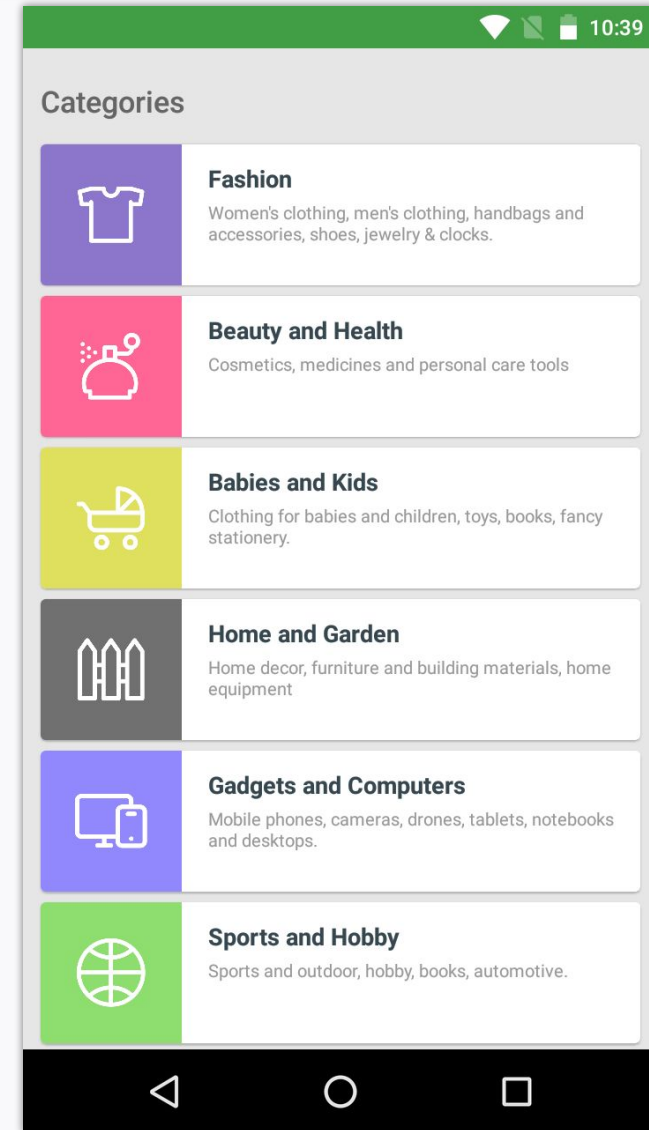 10:39
Categories
Fashion
Women's clothing, men's clothing, handbags and
accessories, shoes, jewelry & clocks.
Beauty and Health
Cosmetics, medicines and personal care tools
Babies and Kids
Clothing for babies and children, toys, books, fancy
stationery.
Home and Garden
Home decor, furniture and building materials, home
equipment
Gadgets and Computers
Mobile phones, cameras, drones, tablets, notebooks
and desktops.
Sports and Hobby
Sports and outdoor, hobby, books, automotive.